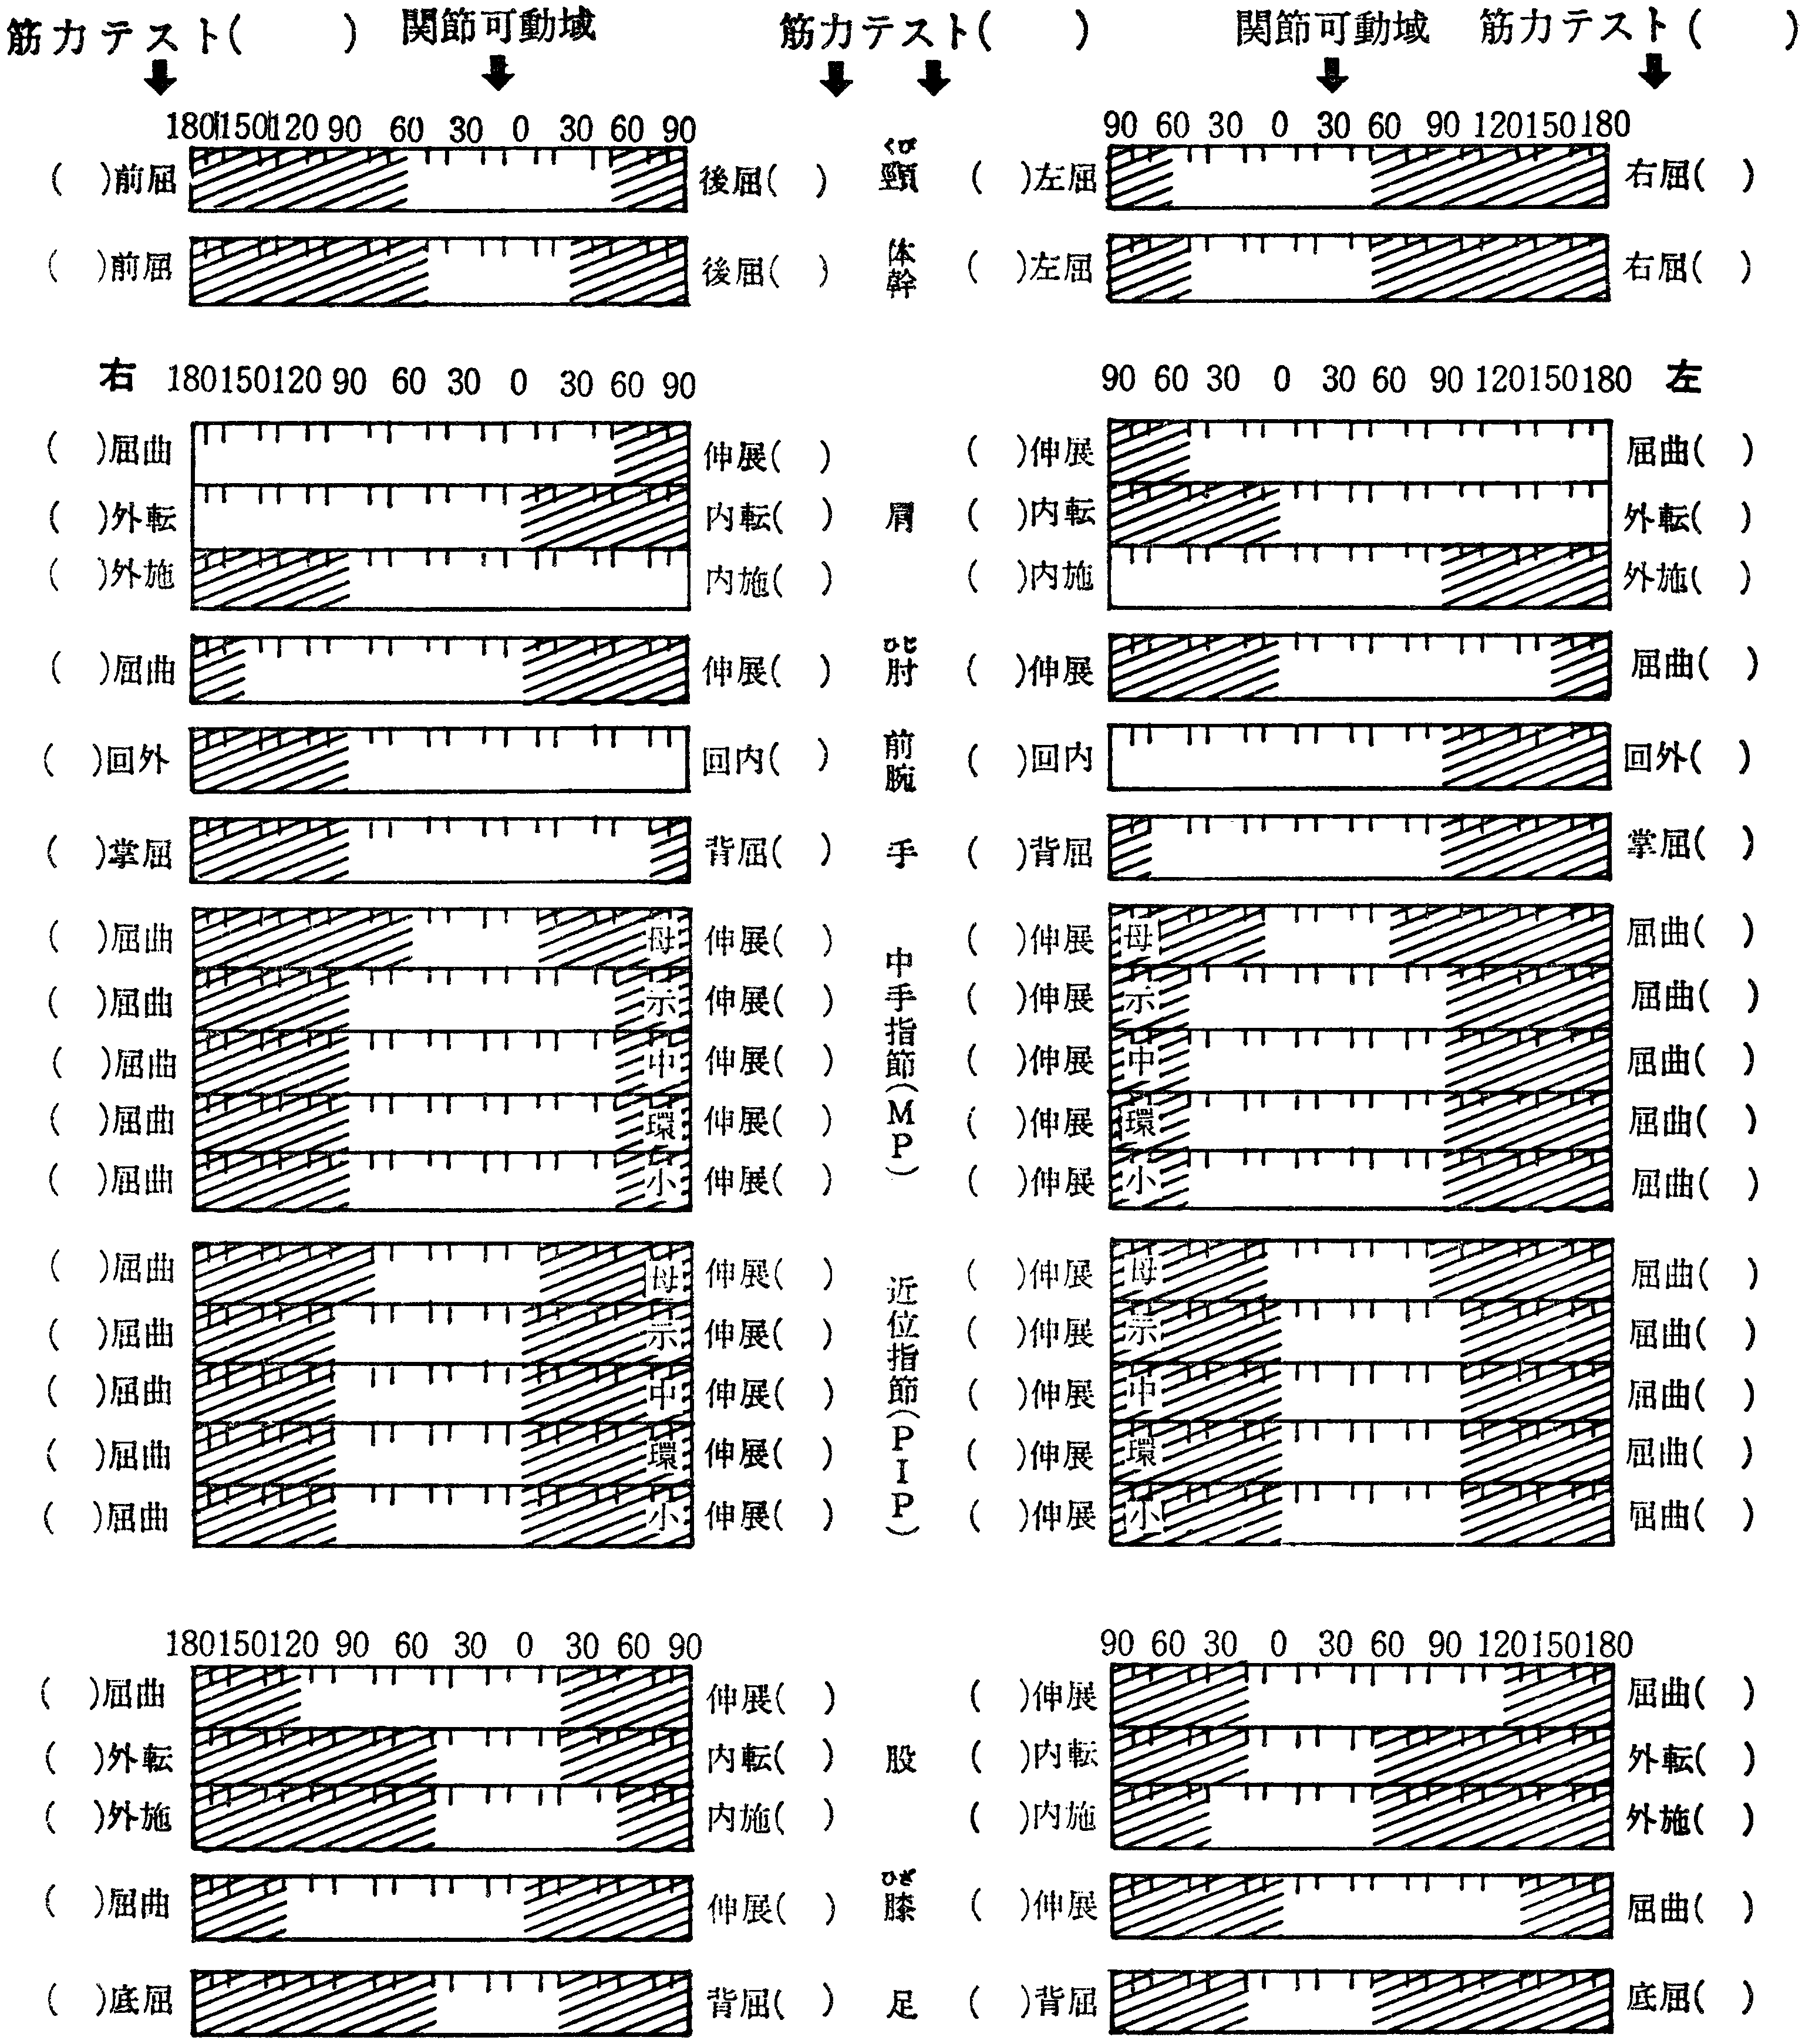 筋力テスト( ) 関節可動域 筋力テスト( ) 関節可動域 筋力テスト( )
180 150 120 90 60 30 0 30 60 90 90 60 30 0 30 60 90 120 150 180
( )前屈 後屈( ) 頸 くび ( )左屈 右屈( )
( )前屈 後屈( ) 体幹 ( )左屈 右屈( )
右 180 150 120 90 60 30 0 30 60 90 90 60 30 0 30 60 90 120 150 180 左
( )屈曲 伸展( ) ( )伸展 屈曲( )
( )外転 内転( ) 肩 ( )内転 外転( )
( )外施 内施( ) ( )内施 外施( )
( )屈曲 伸展( ) 肘 ひじ ( )伸展 屈曲( )
( )回外 回内( ) 前腕 ( )回内 回外( )
( )掌屈 背屈( ) 手 ( )背屈 掌屈( )
中手指節(MP)
( )屈曲 母 伸展( ) ( )伸展 母 屈曲( )
( )屈曲 示 伸展( ) ( )伸展 示 屈曲( )
( )屈曲 中 伸展( ) ( )伸展 中 屈曲( )
( )屈曲 環 伸展( ) ( )伸展 環 屈曲( )
( )屈曲 小 伸展( ) ( )伸展 小 屈曲( )
近位指節(PIP)
( )屈曲 母 伸展( ) ( )伸展 母 屈曲( )
( )屈曲 示 伸展( ) ( )伸展 示 屈曲( )
( )屈曲 中 伸展( ) ( )伸展 中 屈曲( )
( )屈曲 環 伸展( ) ( )伸展 環 屈曲( )
( )屈曲 小 伸展( ) ( )伸展 小 屈曲( )
180 150 120 90 60 30 0 30 60 90 90 60 30 0 30 60 90 120 150 180
( )屈曲 伸展( ) ( )伸展 屈曲( )
( )外転 内転( ) 股 ( )内転 外転( )
( )外施 内施( ) ( )内施 外施( )
( )屈曲 伸展( ) 膝 ひざ ( )伸展 屈曲( )
( )底屈 背屈( ) 足 ( )背屈 底屈( )